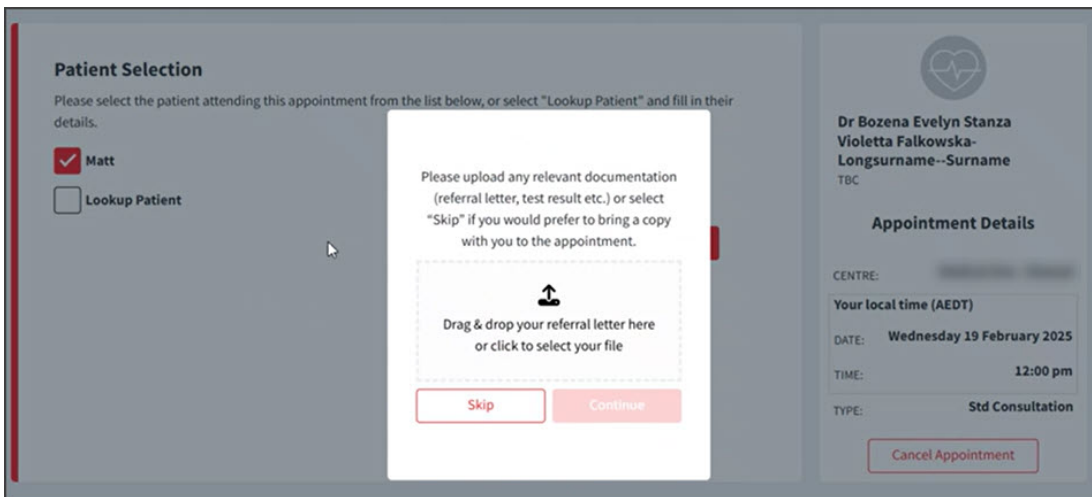 Patient Selection
Please select the patient attending this appointment from the list below, or select "Lookup Patient" and fill in their
details.
Matt
Lookup Patient
Please upload any relevant documentation
(referral letter, test result etc.) or select
“Skip” if you would prefer to bring a copy
with you to the appointment.
Drag & drop your referral letter here
or click to select your file
Skip
Continue
Dr Bozena Evelyn Stanza
Violetta Falkowska-
Longsurname--Surname
TBC
Appointment Details
CENTRE:
Your local time (AEDT)
DATE: Wednesday 19 February 2025
TIME: 12:00 pm
TYPE: Std Consultation
Cancel Appointment